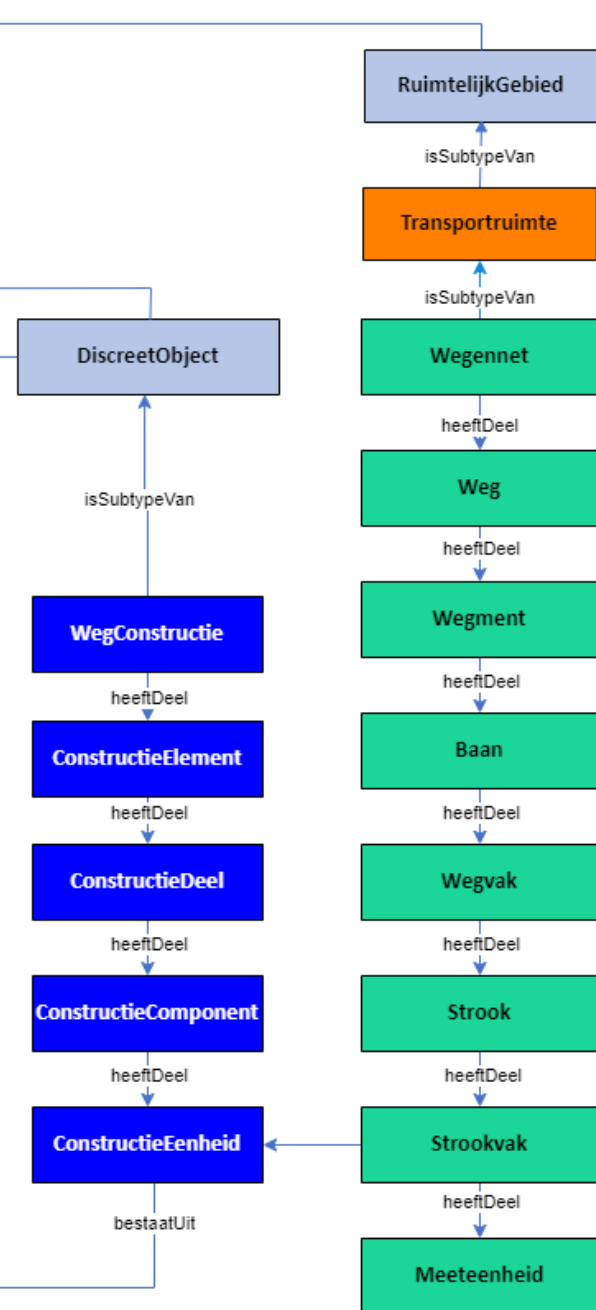 RuimtelijkGebied
isSubtypeVan
Transportruimte
isSubtypeVan
DiscreetObject
Wegennet
heeftDeel
Weg
isSubtypeVan
heeftDeel
WegConstructie
Wegment
heeftDeel
heeftDeel
ConstructieElement
Baan
heeftDeel
heeftDeel
ConstructieDeel
Wegvak
heeftDeel
heeftDeel
ConstructieComponent
Strook
heeftDeel
heeftDeel
ConstructieEenheid
Strookvak
heeftDeel
bestaatUit
Meeteenheid